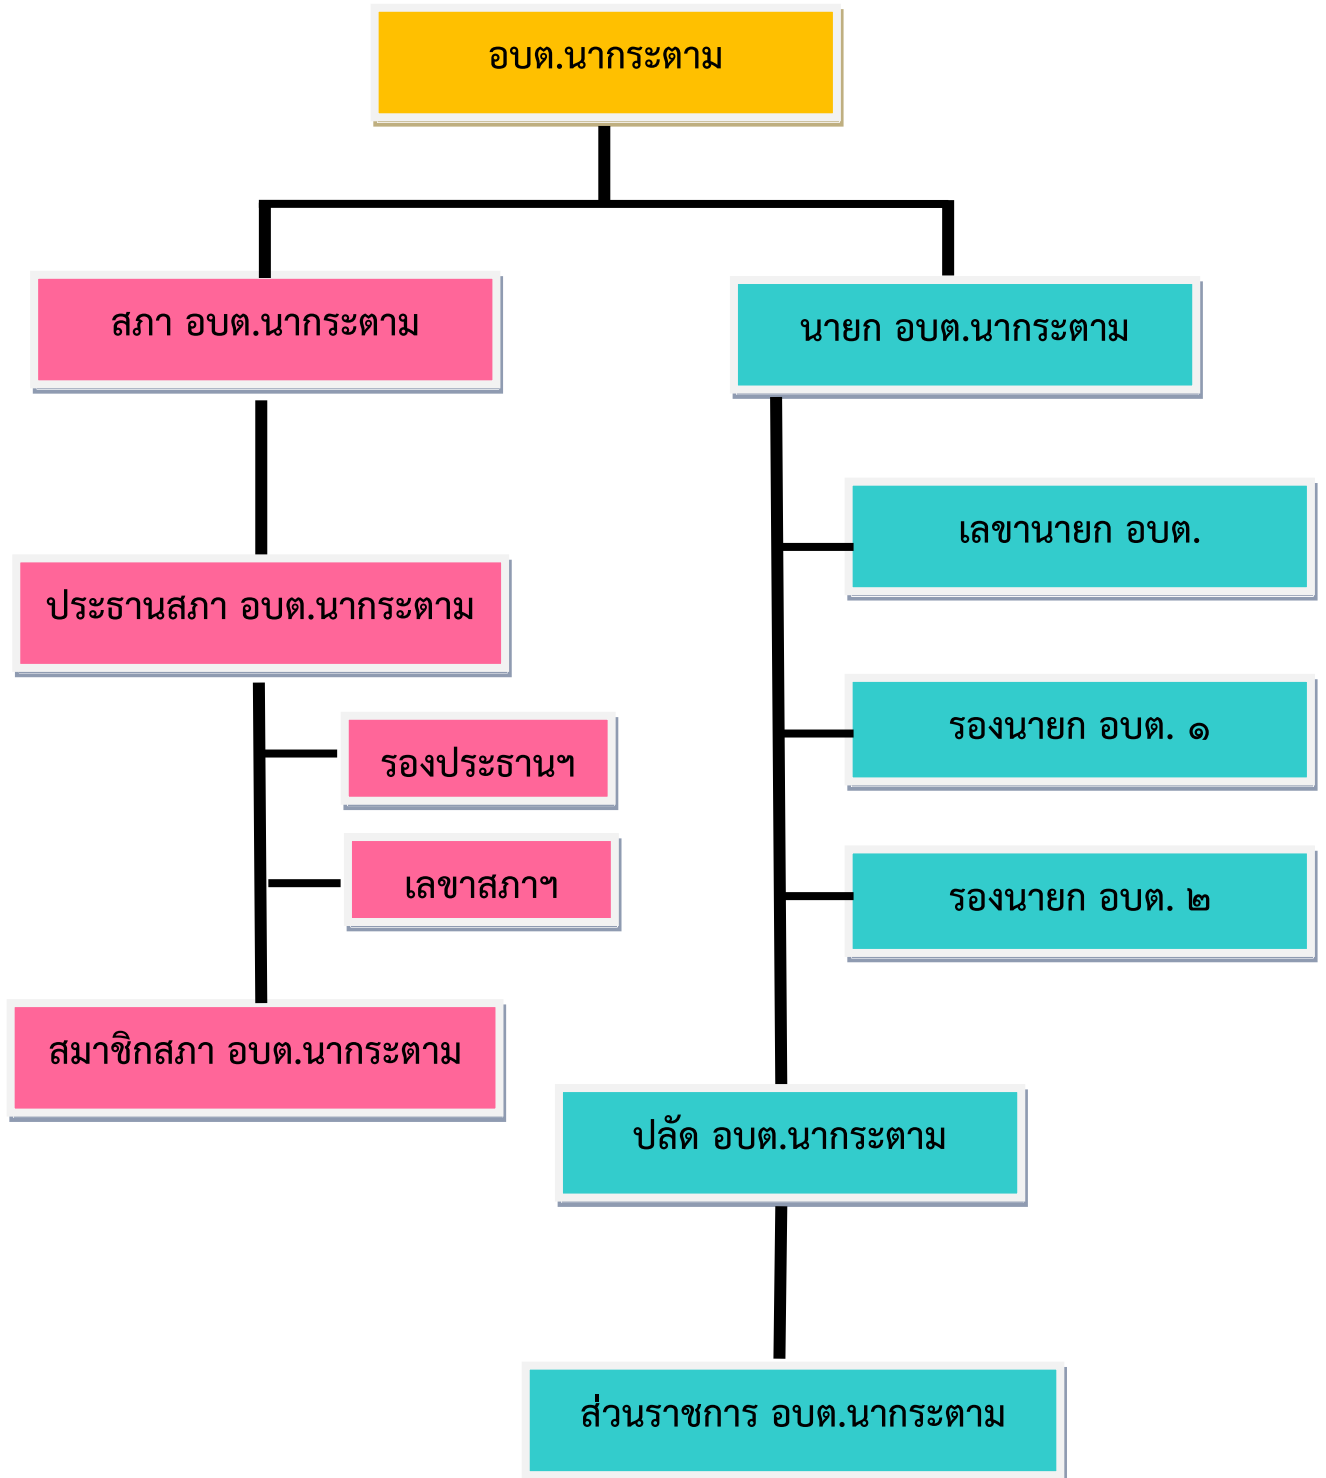 อบต.นากระตาม
สภา อบต.นากระตาม
นายก อบต.นากระตาม
เลขานายก อบต.
ประธานสภา อบต.นากระตาม
รองนายก อบต. ๑
รองประธานฯ
เลขาสภาฯ
รองนายก อบต. ๒
สมาชิกสภา อบต.นากระตาม
ปลัด อบต.นากระตาม
ส่วนราชการ อบต.นากระตาม